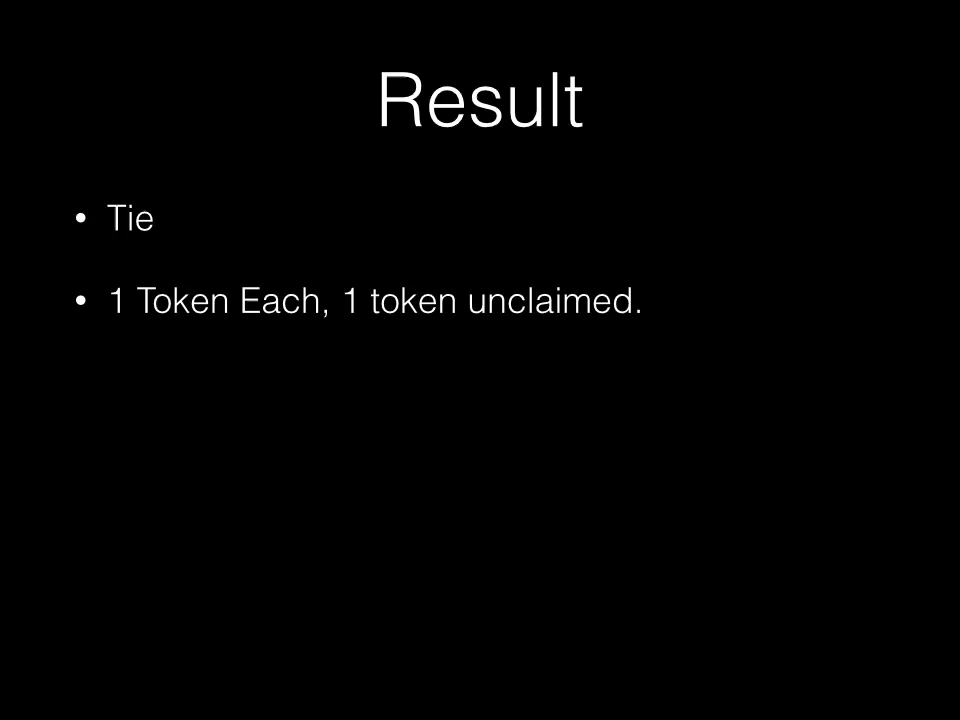 Result
• Tie
• 1 Token Each, 1 token unclaimed.